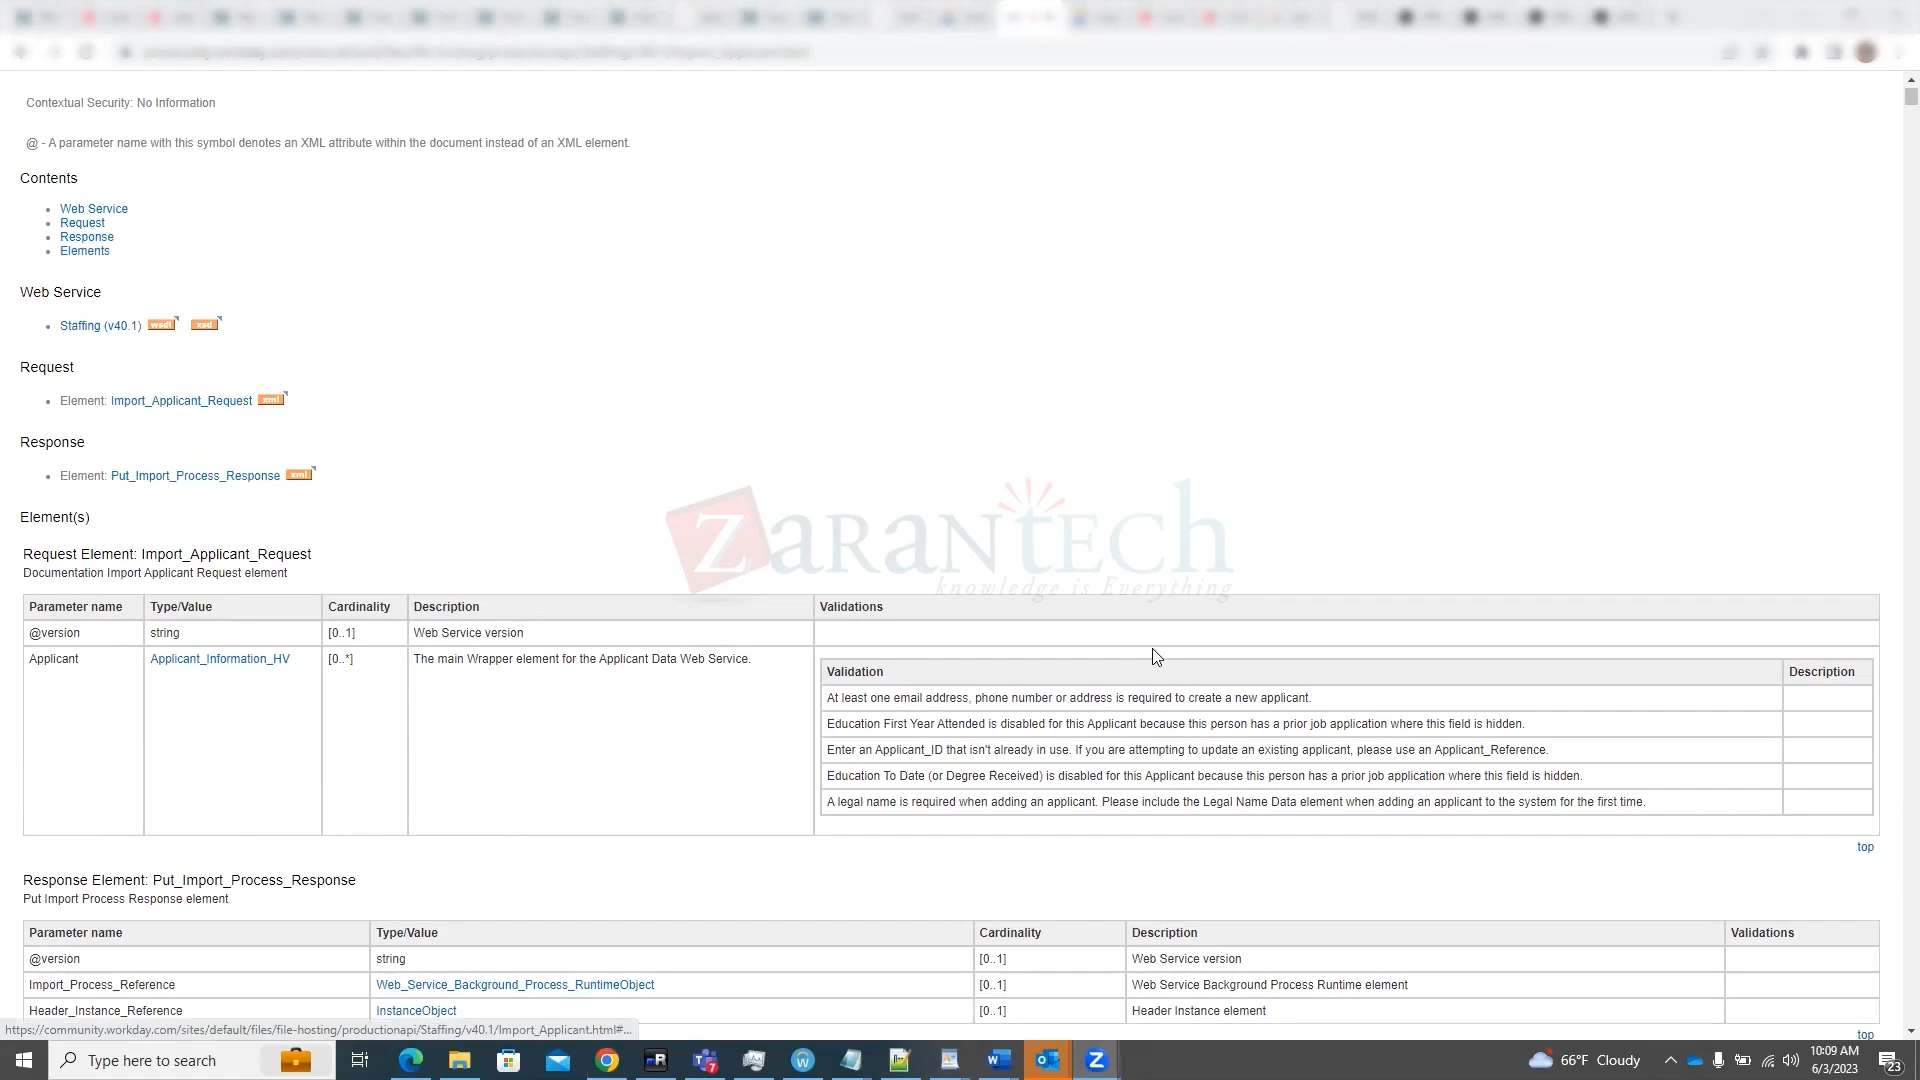 Contextual Security: No Information
@ - A parameter name with this symbol denotes an XML attribute within the document instead of an XML element.
Contents
Web Service
Request
Response
Elements
Web Service
Staffing (v40.1) wsdl xsd
Request
Element: Import_Applicant_Request xml
Response
Element: Put_Import_Process_Response xml
Element(s)
ZaranTech
knowledge is Everything
Request Element: Import_Applicant_Request
Documentation Import Applicant Request element
Parameter name Type/Value Cardinality Description Validations
@version string [0..1] Web Service version
Applicant Applicant_Information_HV [0..*] The main Wrapper element for the Applicant Data Web Service.
Validation Description
At least one email address, phone number or address is required to create a new applicant.
Education First Year Attended is disabled for this Applicant because this person has a prior job application where this field is hidden.
Enter an Applicant_ID that isn't already in use. If you are attempting to update an existing applicant, please use an Applicant_Reference.
Education To Date (or Degree Received) is disabled for this Applicant because this person has a prior job application where this field is hidden.
A legal name is required when adding an applicant. Please include the Legal Name Data element when adding an applicant to the system for the first time.
top
Response Element: Put_Import_Process_Response
Put Import Process Response element
Parameter name Type/Value Cardinality Description Validations
@version string [0..1] Web Service version
Import_Process_Reference Web_Service_Background_Process_RuntimeObject [0..1] Web Service Background Process Runtime element
Header_Instance_Reference InstanceObject [0..1] Header Instance element
https://community.workday.com/sites/default/files/file-hosting/productionapi/Staffing/v40.1/Import_Applicant.html#...
top
Type here to search
66°F Cloudy
10:09 AM
6/3/2023
23